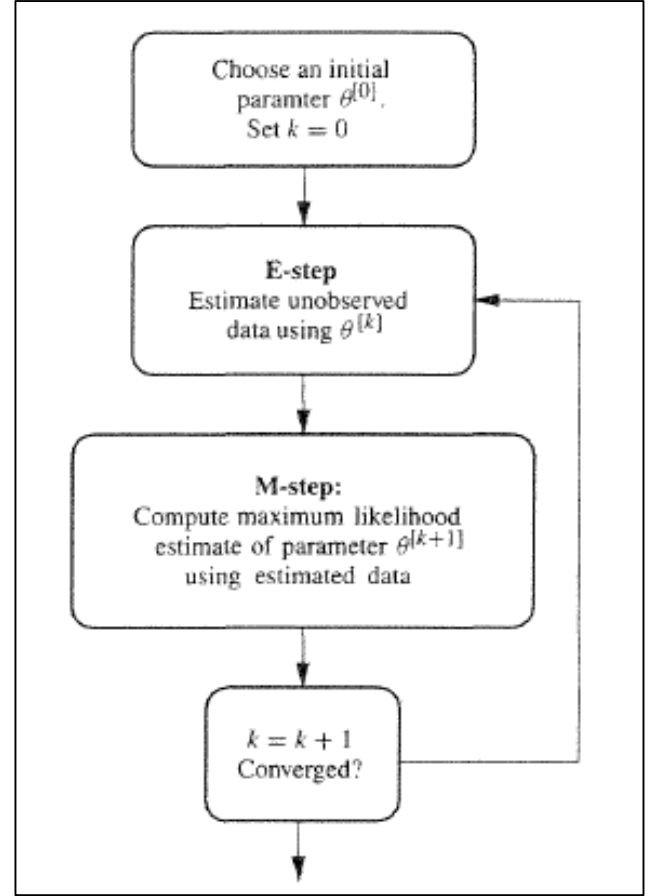 Choose an initial
paramter θ^[0].
Set k = 0
E-step
Estimate unobserved
data using θ^[k]
M-step:
Compute maximum likelihood
estimate of parameter θ^[k+1]
using estimated data
k = k + 1
Converged?